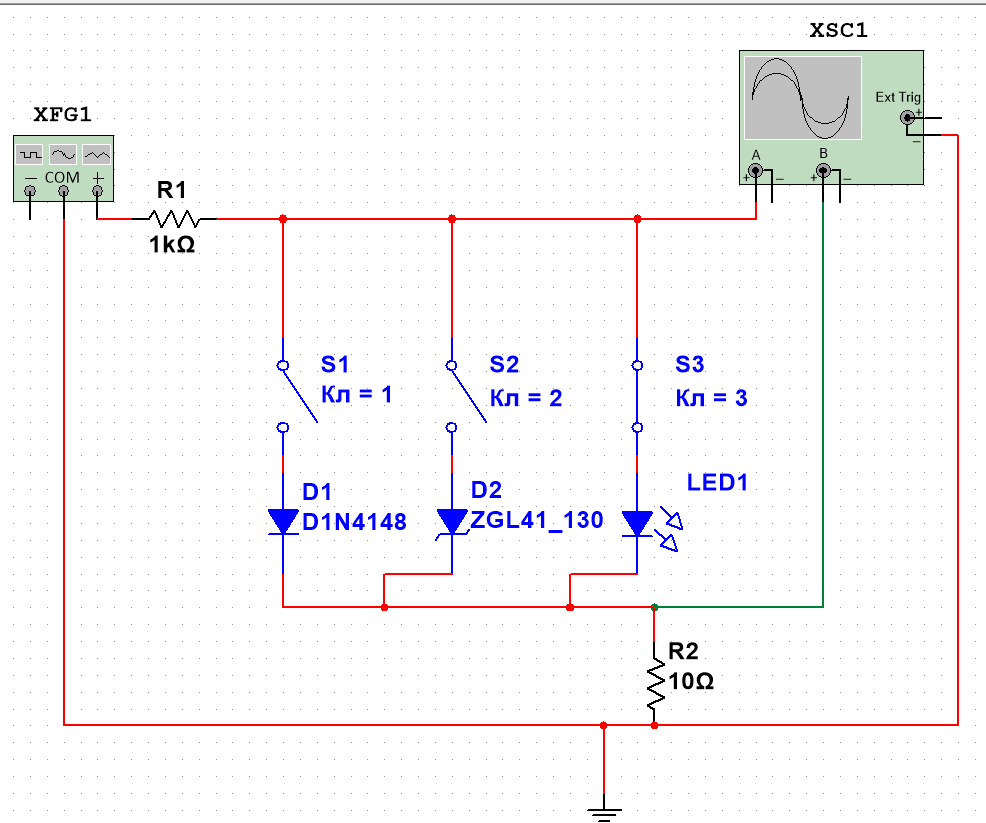 XSC1
Ext Trig
+
−
A
B
+
−
+
−
XFG1
−
COM
+
R1
1kΩ
S1
Кл = 1
S2
Кл = 2
S3
Кл = 3
D1
D1N4148
D2
ZGL41_130
LED1
R2
10Ω